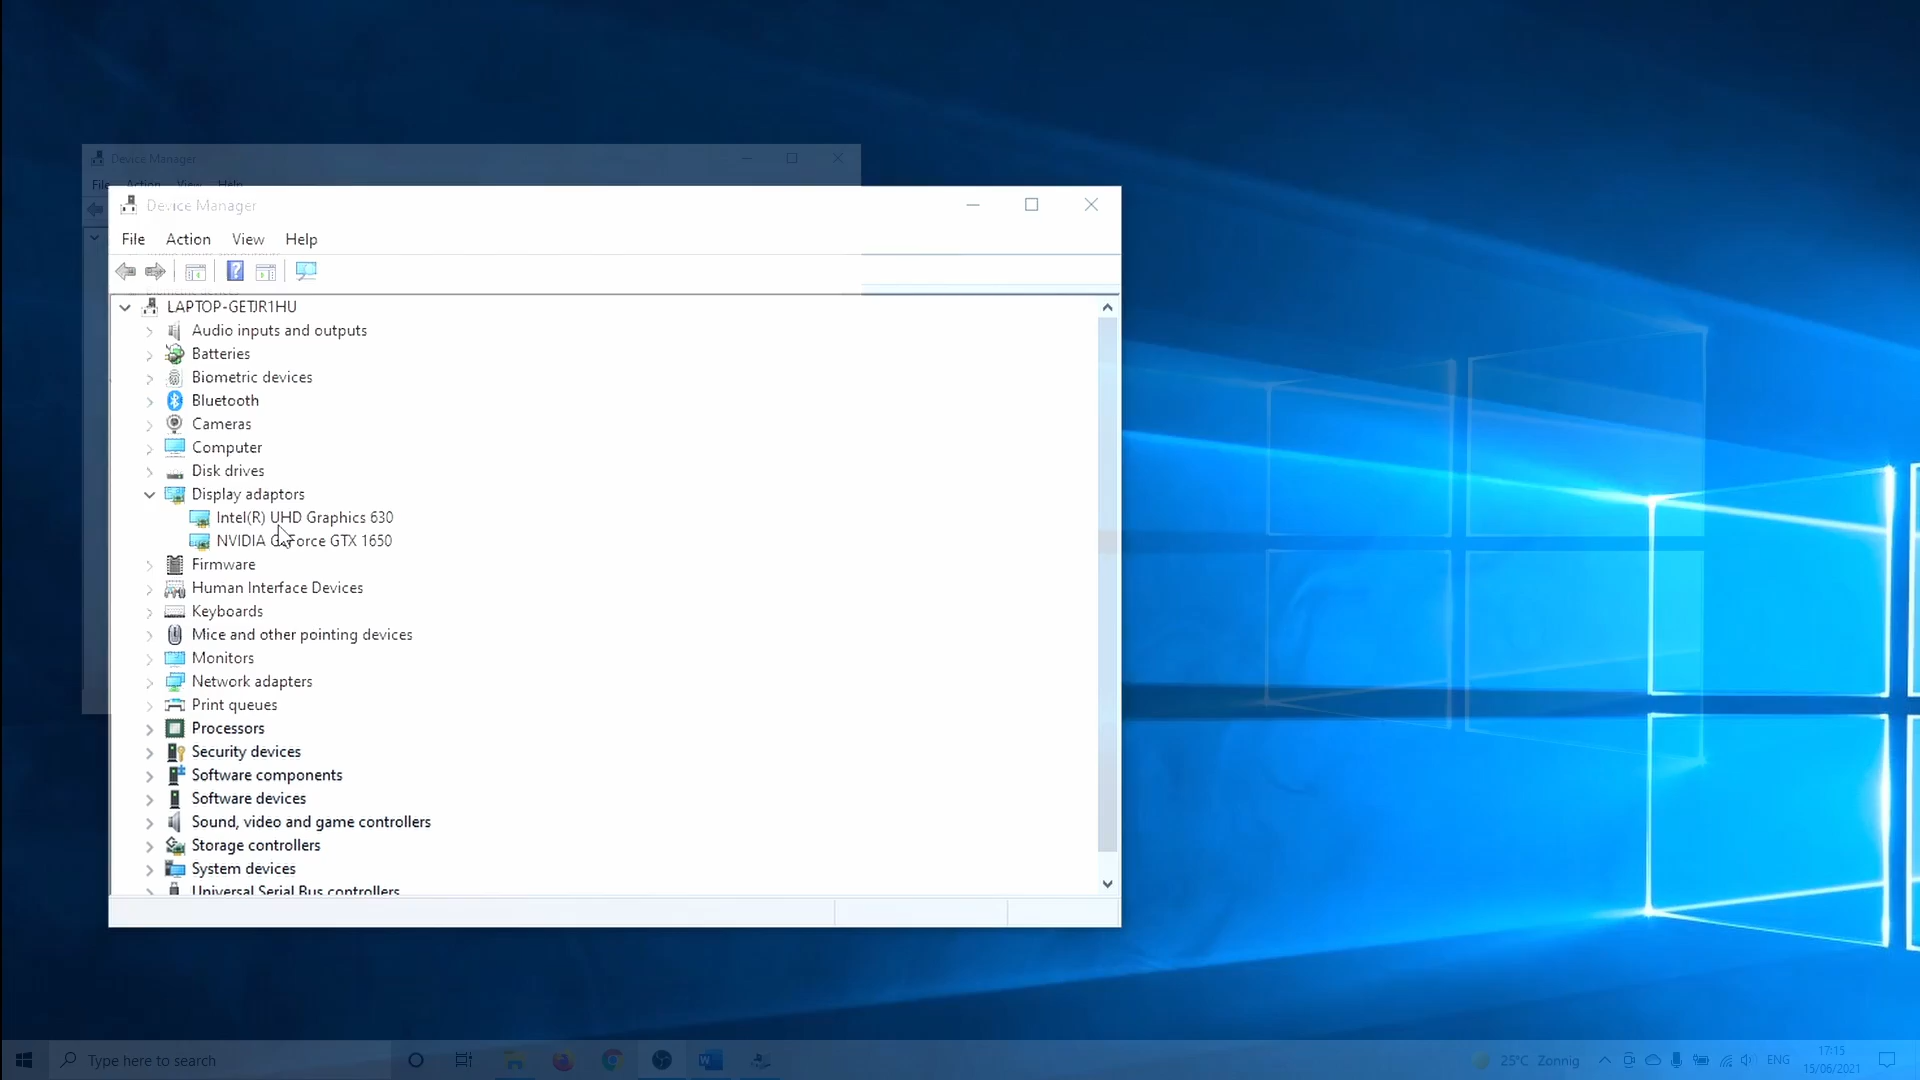 Device Manager
File Action View Help
Device Manager
File Action View Help
LAPTOP-GETJR1HU
Audio inputs and outputs
Batteries
Biometric devices
Bluetooth
Cameras
Computer
Disk drives
Display adaptors
Intel(R) UHD Graphics 630
NVIDIA GeForce GTX 1650
Firmware
Human Interface Devices
Keyboards
Mice and other pointing devices
Monitors
Network adapters
Print queues
Processors
Security devices
Software components
Software devices
Sound, video and game controllers
Storage controllers
System devices
Universal Serial Bus controllers
Type here to search
25°C Zonnig
ENG
17:15
15/06/2021